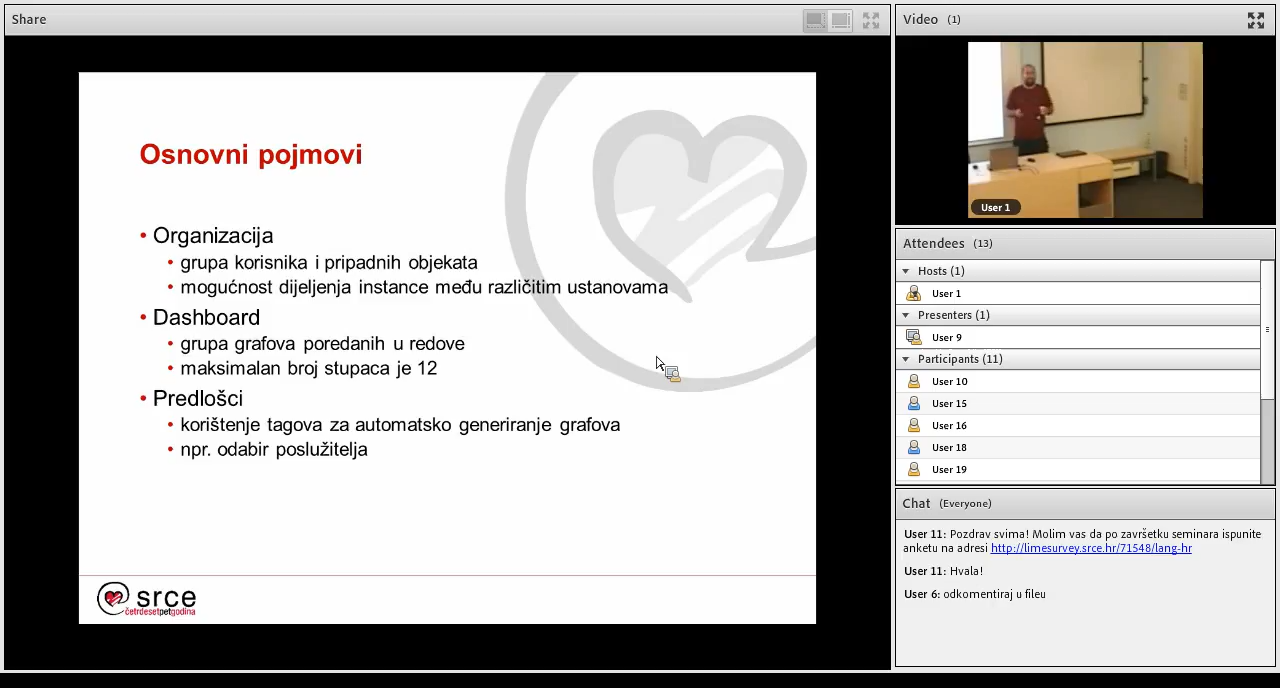 Share
Osnovni pojmovi
• Organizacija
• grupa korisnika i pripadnih objekata
• mogućnost dijeljenja instance među različitim ustanovama
• Dashboard
• grupa grafova poredanih u redove
• maksimalan broj stupaca je 12
• Predlošci
• korištenje tagova za automatsko generiranje grafova
• npr. odabir poslužitelja
srce
četrdesetpetgodina
Video (1)
User 1
Attendees (13)
Hosts (1)
User 1
Presenters (1)
User 9
Participants (11)
User 10
User 15
User 16
User 18
User 19
Chat (Everyone)
User 11: Pozdrav svima! Molim vas da po završetku seminara ispunite
anketu na adresi http://limesurvey.srce.hr/71548/lang-hr
User 11: Hvala!
User 6: odkomentiraj u fileu